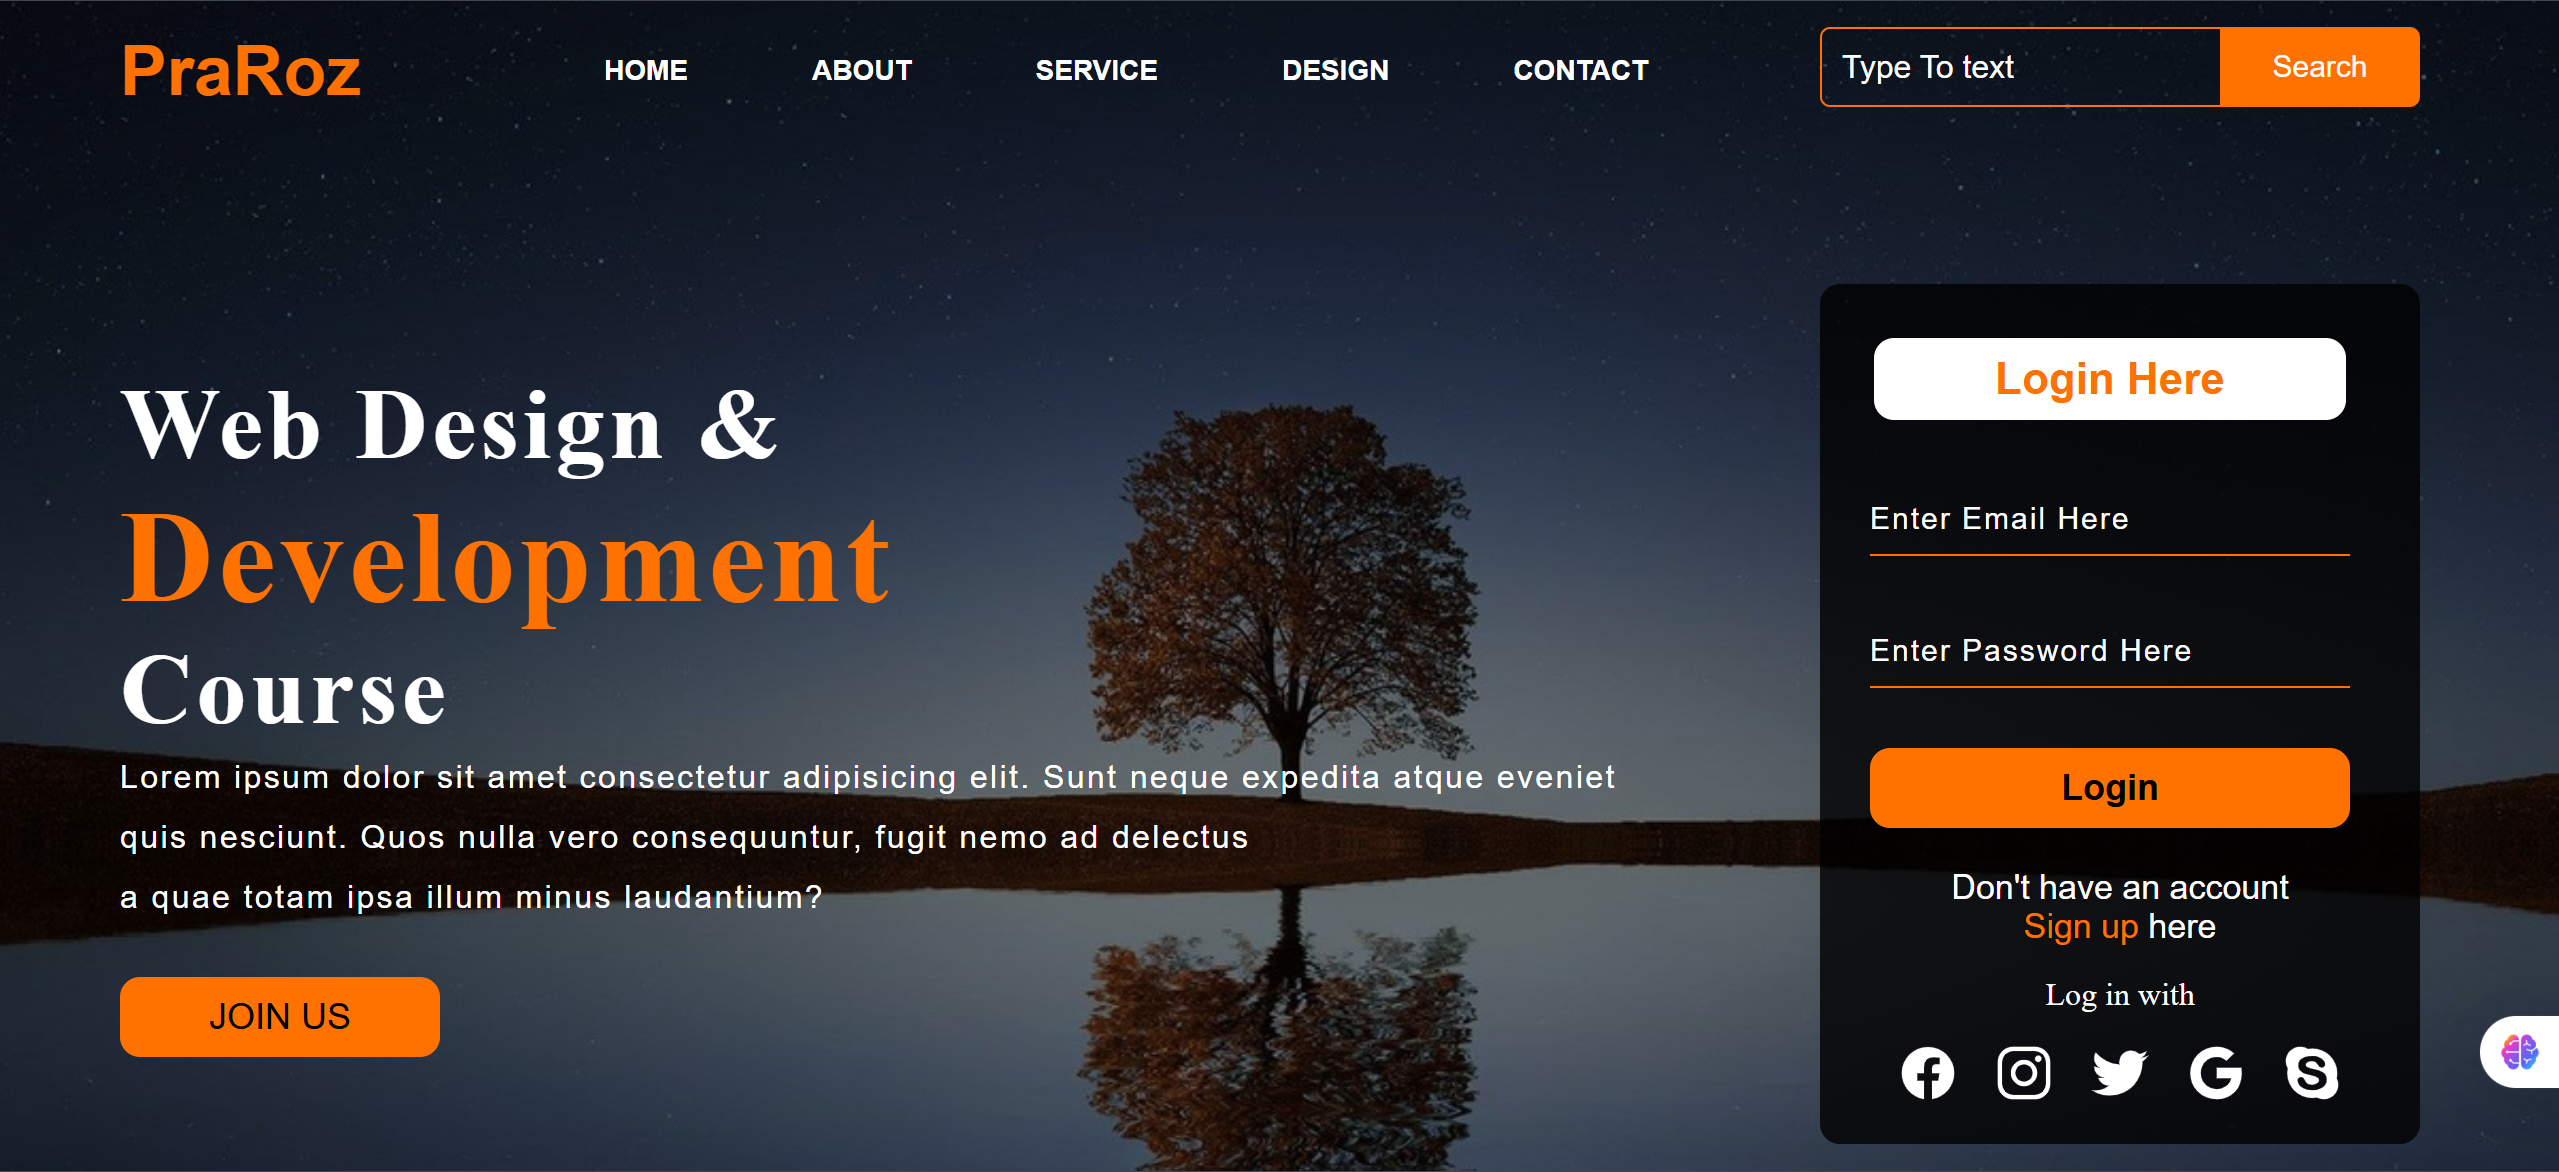 PraRoz
HOME ABOUT SERVICE DESIGN CONTACT
Type To text Search
Web Design &
Development
Course
Lorem ipsum dolor sit amet consectetur adipisicing elit. Sunt neque expedita atque eveniet
quis nesciunt. Quos nulla vero consequuntur, fugit nemo ad delectus
a quae totam ipsa illum minus laudantium?
JOIN US
Login Here
Enter Email Here
Enter Password Here
Login
Don't have an account
Sign up here
Log in with